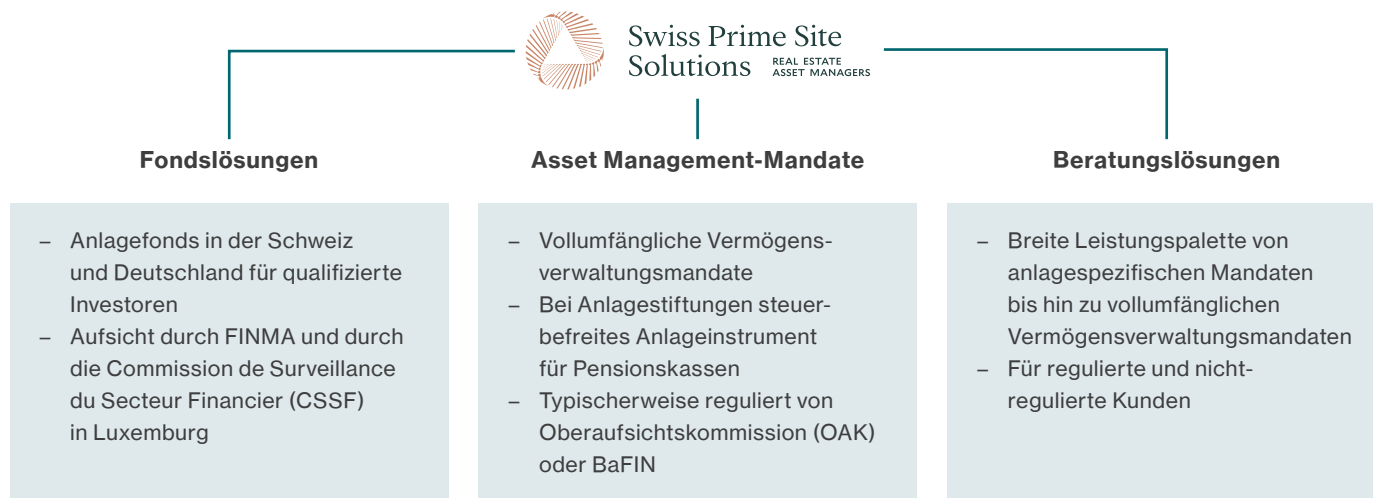 Swiss Prime Site
Solutions
REAL ESTATE
ASSET MANAGERS
Fondslösungen
– Anlagefonds in der Schweiz
und Deutschland für qualifizierte
Investoren
– Aufsicht durch FINMA und durch
die Commission de Surveillance
du Secteur Financier (CSSF)
in Luxemburg
Asset Management-Mandate
– Vollumfängliche Vermögens-
verwaltungsmandate
– Bei Anlagestiftungen steuer-
befreites Anlageinstrument
für Pensionskassen
– Typischerweise reguliert von
Oberaufsichtskommission (OAK)
oder BaFIN
Beratungslösungen
– Breite Leistungspalette von
anlagespezifischen Mandaten
bis hin zu vollumfänglichen
Vermögensverwaltungsmandaten
– Für regulierte und nicht-
regulierte Kunden